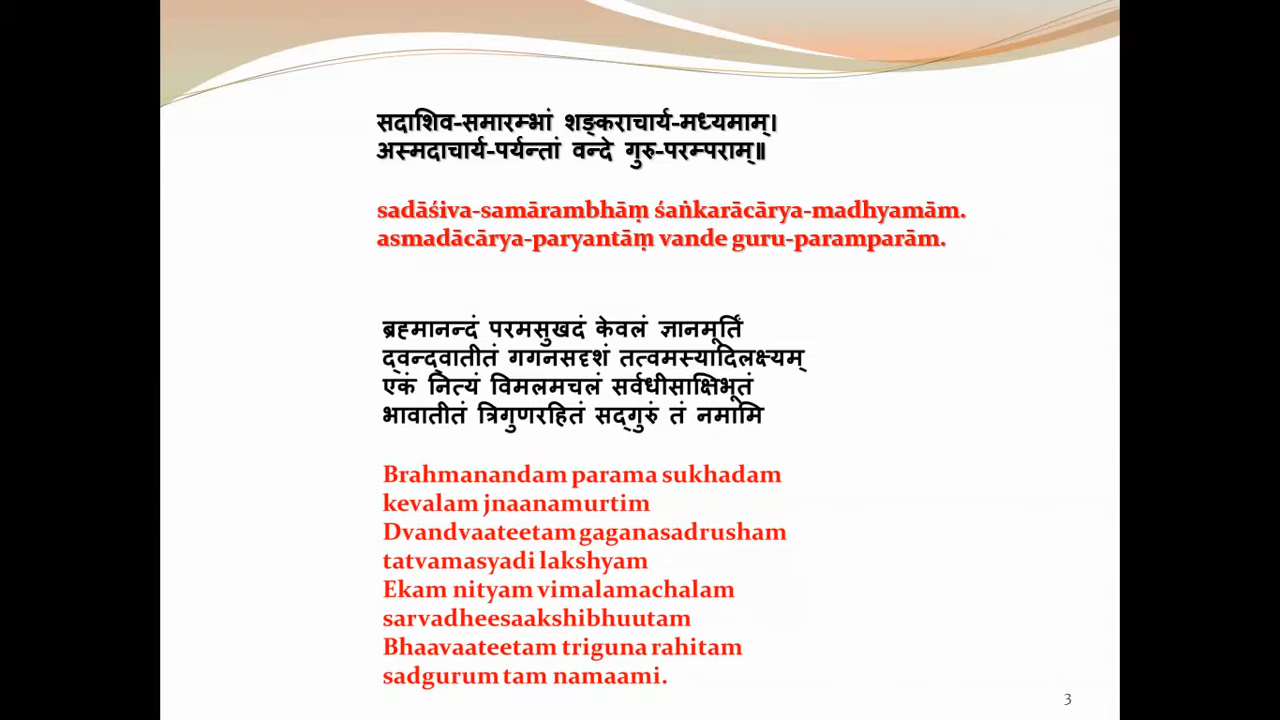 सदाशिव-समारम्भां शङ्कराचार्य-मध्यमाम्।
अस्मदाचार्य-पर्यन्तां वन्दे गुरु-परम्पराम्॥
sadāśiva-samārambhāṃ śaṅkarācārya-madhyamām.
asmadācārya-paryantāṃ vande guru-paramparām.
ब्रह्मानन्दं परमसुखदं केवलं ज्ञानमूर्तिं
द्वन्द्वातीतं गगनसदृशं तत्वमस्यादिलक्ष्यम्
एकं नित्यं विमलमचलं सर्वधीसाक्षिभूतं
भावातीतं त्रिगुणरहितं सद्गुरुं तं नमामि
Brahmanandam parama sukhadam
kevalam jnaanamurtim
Dvandvaateetam gaganasadrusham
tatvamasyadi lakshyam
Ekam nityam vimalamachalam
sarvadheesaakshibhuutam
Bhaavaateetam triguna rahitam
sadgurum tam namaami.
3